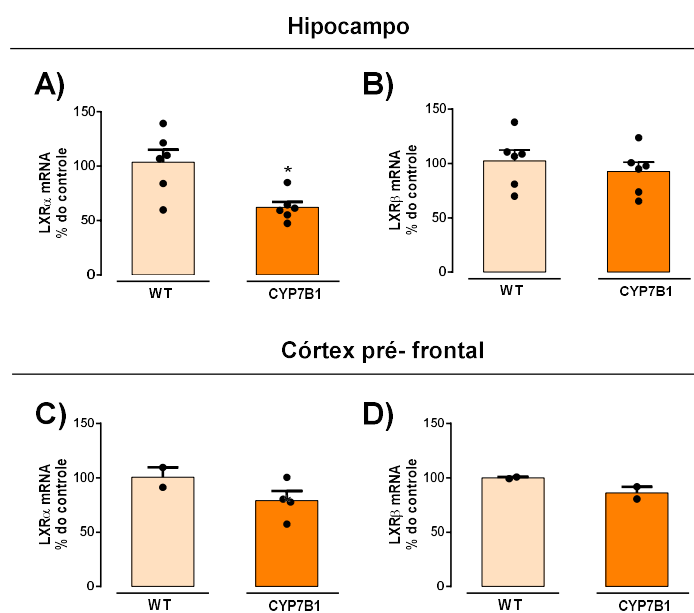 Hipocampo
A)
LXRα mRNA
% do controle
150
100
50
0
*
WT
CYP7B1
B)
LXRβ mRNA
% do controle
150
100
50
0
WT
CYP7B1
Córtex pré- frontal
C)
LXRα mRNA
% do controle
150
100
50
0
WT
CYP7B1
D)
LXRβ mRNA
% do controle
150
100
50
0
WT
CYP7B1